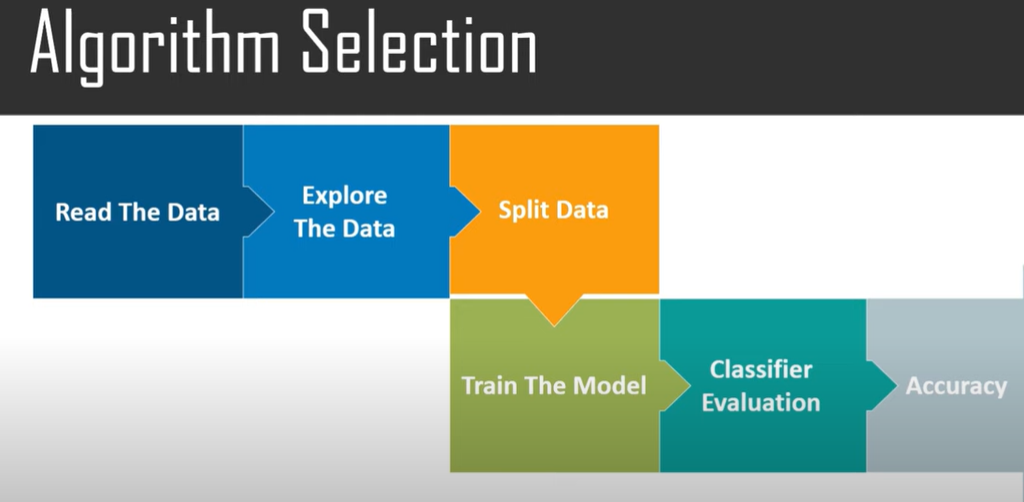 Algorithm Selection
Read The Data
Explore
The Data
Split Data
Train The Model
Classifier
Evaluation
Accuracy